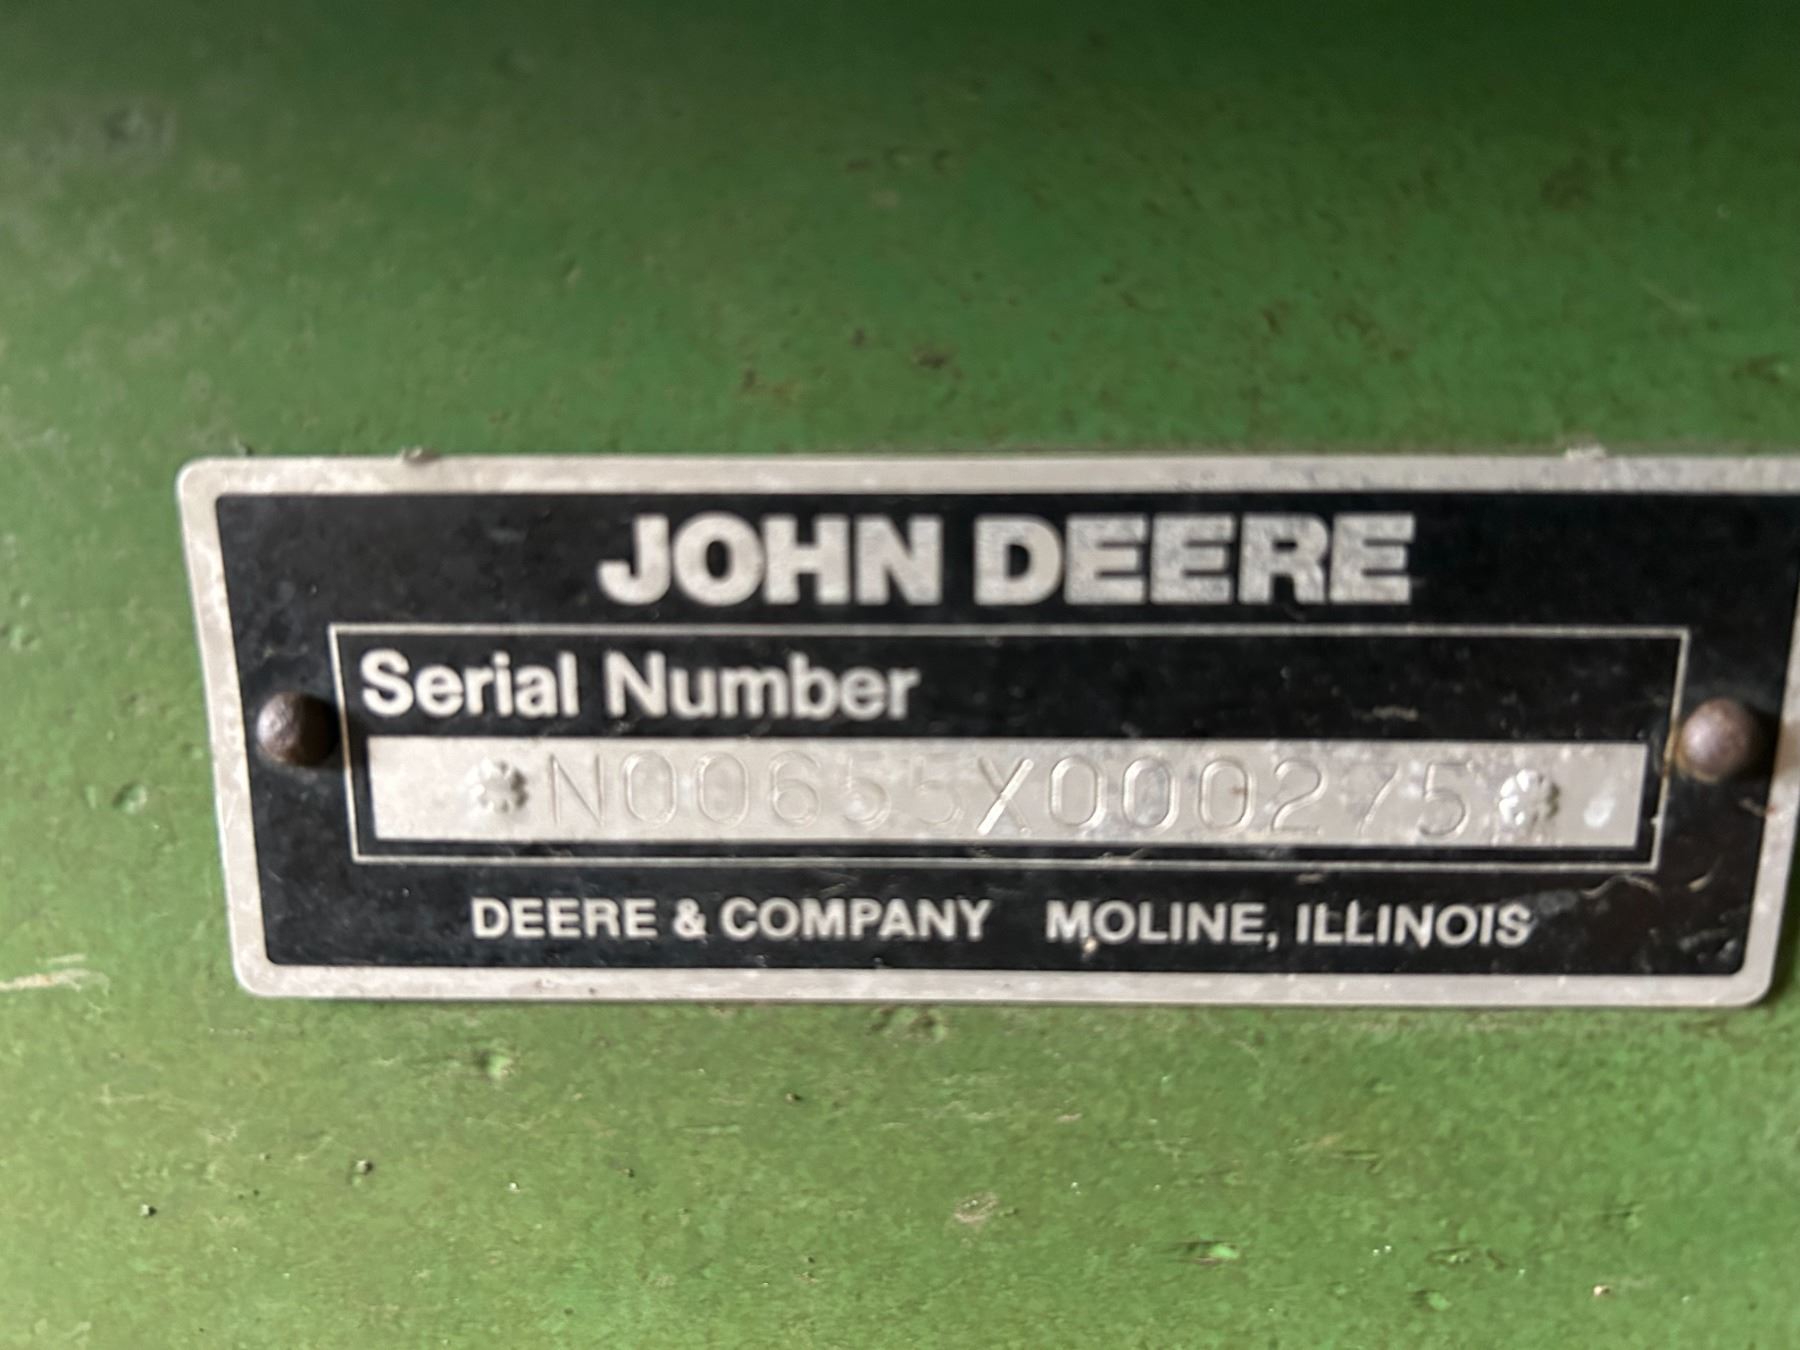 JOHN DEERE
Serial Number
*N00655X000275*
DEERE & COMPANY MOLINE, ILLINOIS